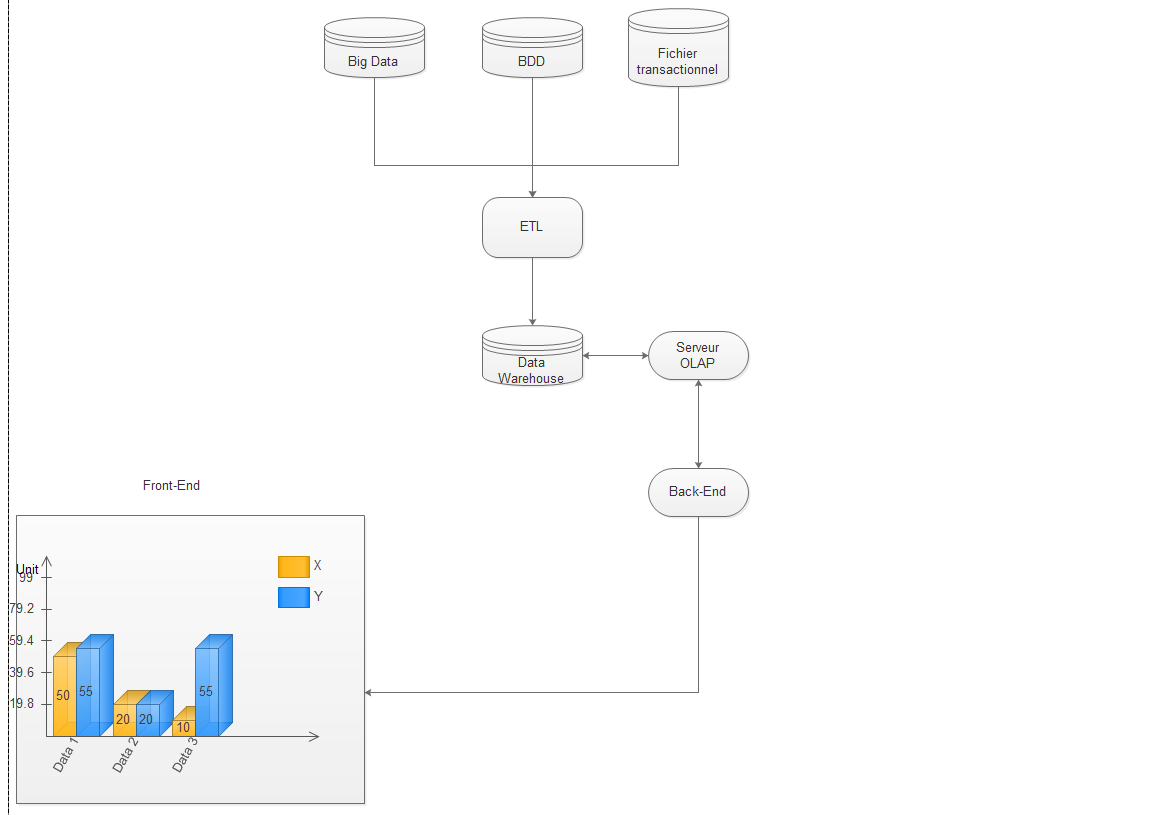 Big Data
BDD
Fichier
transactionnel
ETL
Data
Warehouse
Serveur
OLAP
Back-End
Front-End
Unit
99
79.2
59.4
39.6
19.8
X
Y
50
55
20
20
10
55
Data 1
Data 2
Data 3